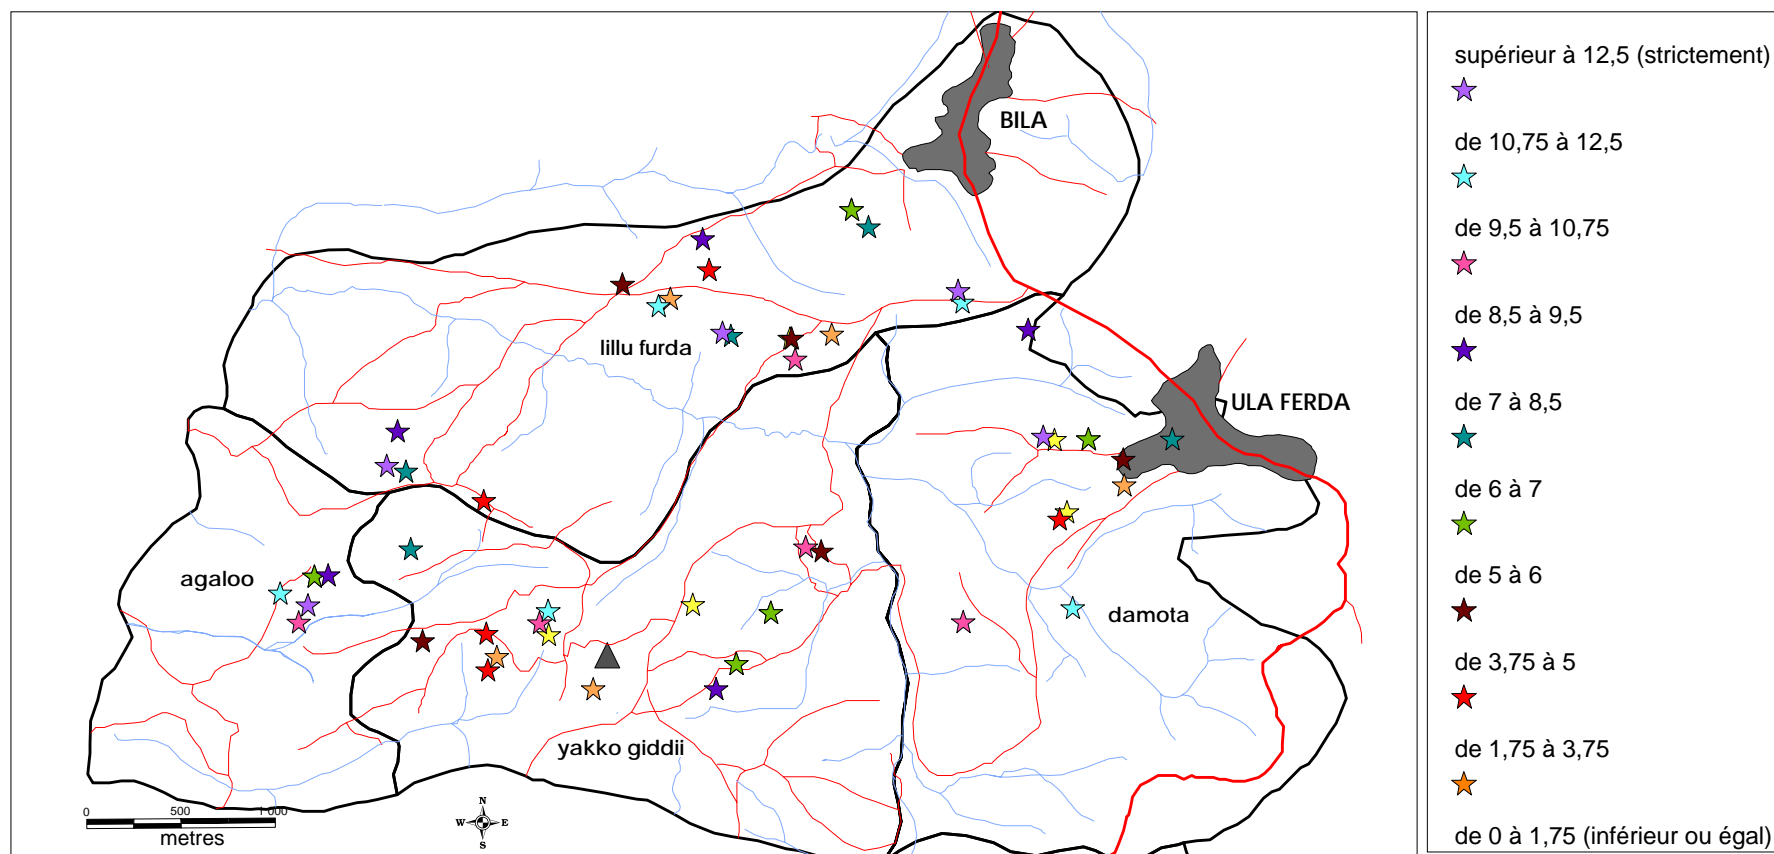 BILA
lillu furda
ULA FERDA
agaloo
damota
yakko giddii
0 500 1 000
metres
N
W E
S
supérieur à 12,5 (strictement)
de 10,75 à 12,5
de 9,5 à 10,75
de 8,5 à 9,5
de 7 à 8,5
de 6 à 7
de 5 à 6
de 3,75 à 5
de 1,75 à 3,75
de 0 à 1,75 (inférieur ou égal)